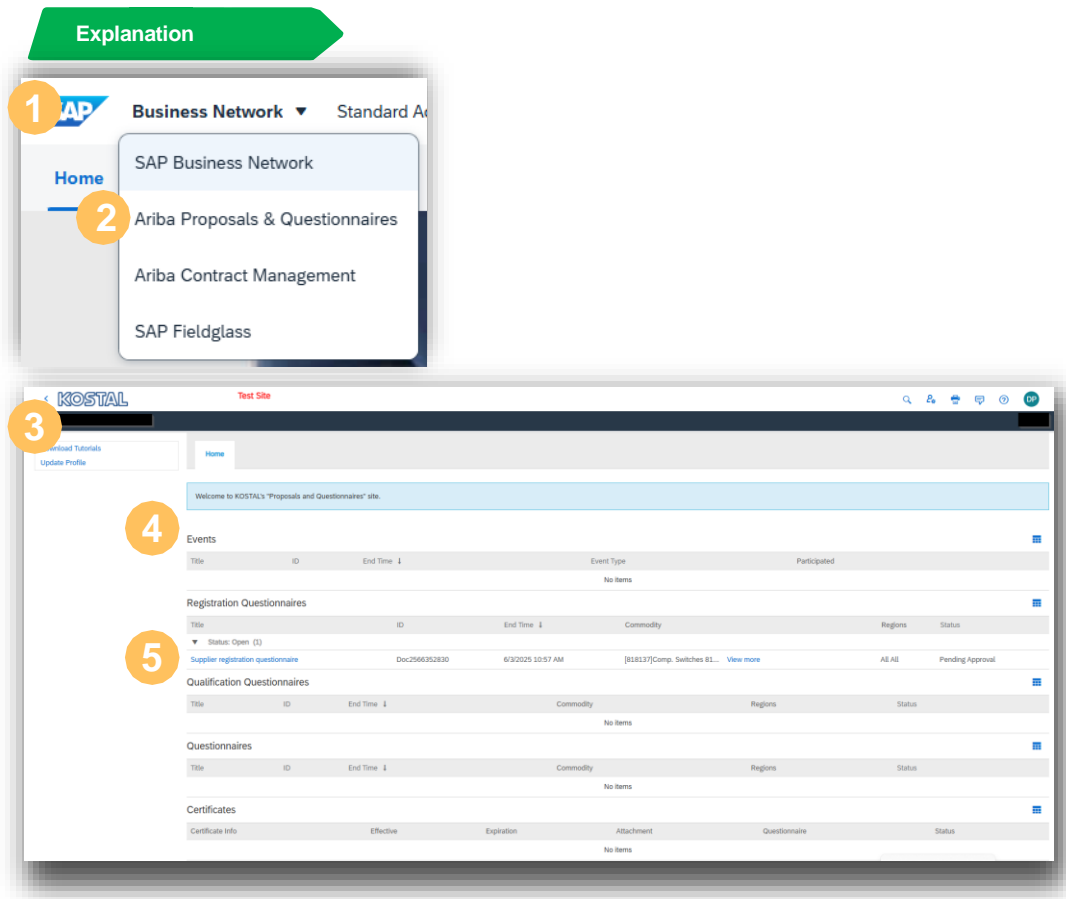 Explanation
1
SAP Business Network ▼ Standard
SAP Business Network
Home
2
Ariba Proposals & Questionnaires
Ariba Contract Management
SAP Fieldglass
KOSTAL
Test Site
DP
3
Download Tutorials
Update Profile
Home
Welcome to KOSTAL's "Proposals and Questionnaires" site.
4
Events
Title ID End Time ↓ Event Type Participated
No items
Registration Questionnaires
Title ID End Time ↓ Commodity Regions Status
▼ Status: Open (1)
5
Supplier registration questionnaire Doc2566352830 6/3/2025 10:57 AM [818137]Comp. Switches 81... View more All All Pending Approval
Qualification Questionnaires
Title ID End Time ↓ Commodity Regions Status
No items
Questionnaires
Title ID End Time ↓ Commodity Regions Status
No items
Certificates
Certificate Info Effective Expiration Attachment Questionnaire Status
No items